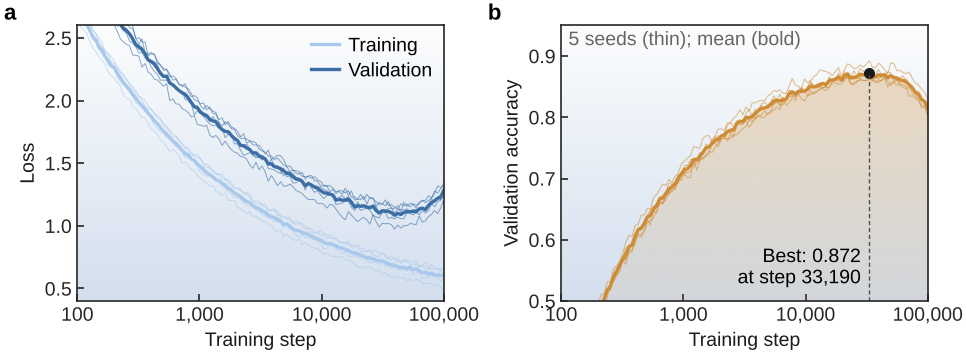 a
2.5
2.0
1.5
1.0
0.5
Loss
100
1,000
10,000
100,000
Training step
Training
Validation
b
5 seeds (thin); mean (bold)
0.9
0.8
0.7
0.6
0.5
Validation accuracy
Best: 0.872
at step 33,190
100
1,000
10,000
100,000
Training step